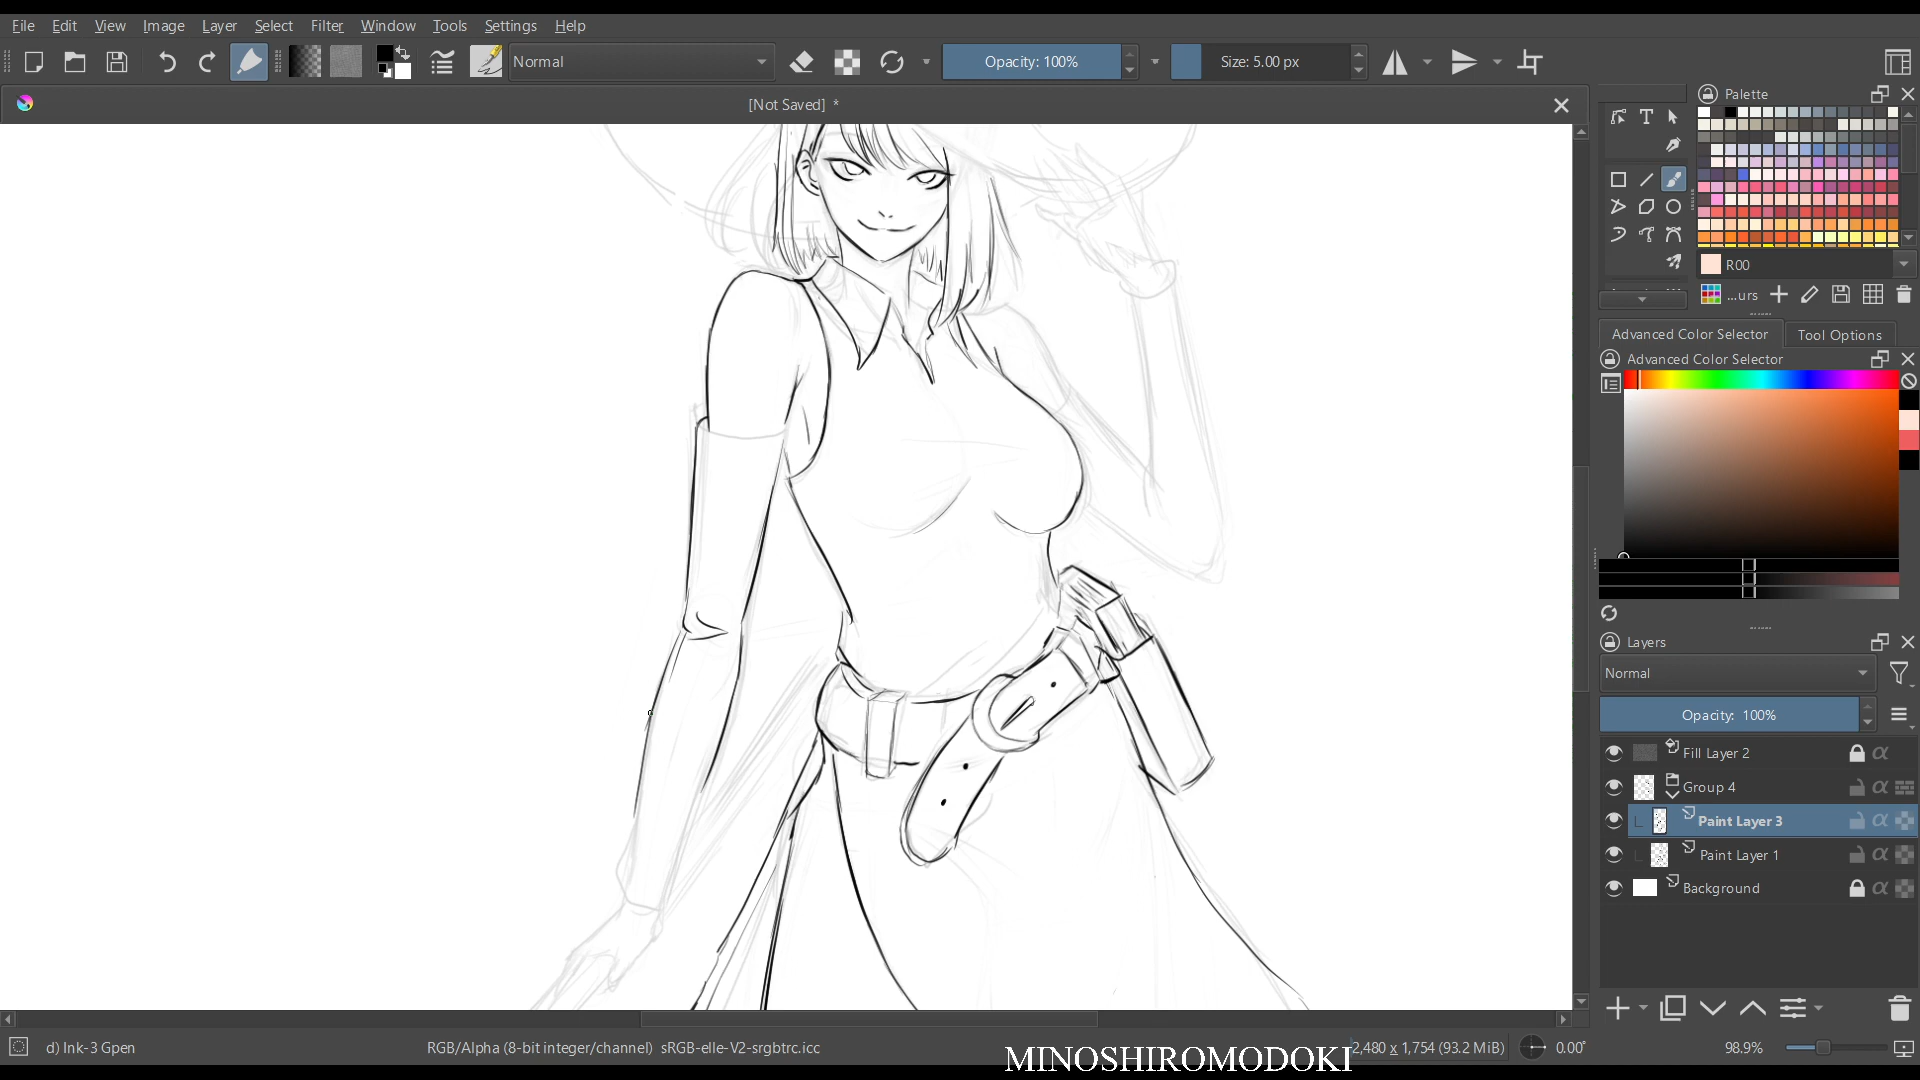 File Edit View Image Layer Select Filter Window Tools Settings Help
Normal Opacity: 100% Size: 5.00 px
[Not Saved] *
Palette
R00
...urs
Advanced Color Selector Tool Options
Advanced Color Selector
Layers
Normal
Opacity: 100%
Fill Layer 2
Group 4
Paint Layer 3
Paint Layer 1
Background
d) Ink-3 Gpen RGB/Alpha (8-bit integer/channel) sRGB-elle-V2-srgbtrc.icc 2,480 x 1,754 (93.2 MiB) 0.00° 98.9%
MINOSHIROMODOKI